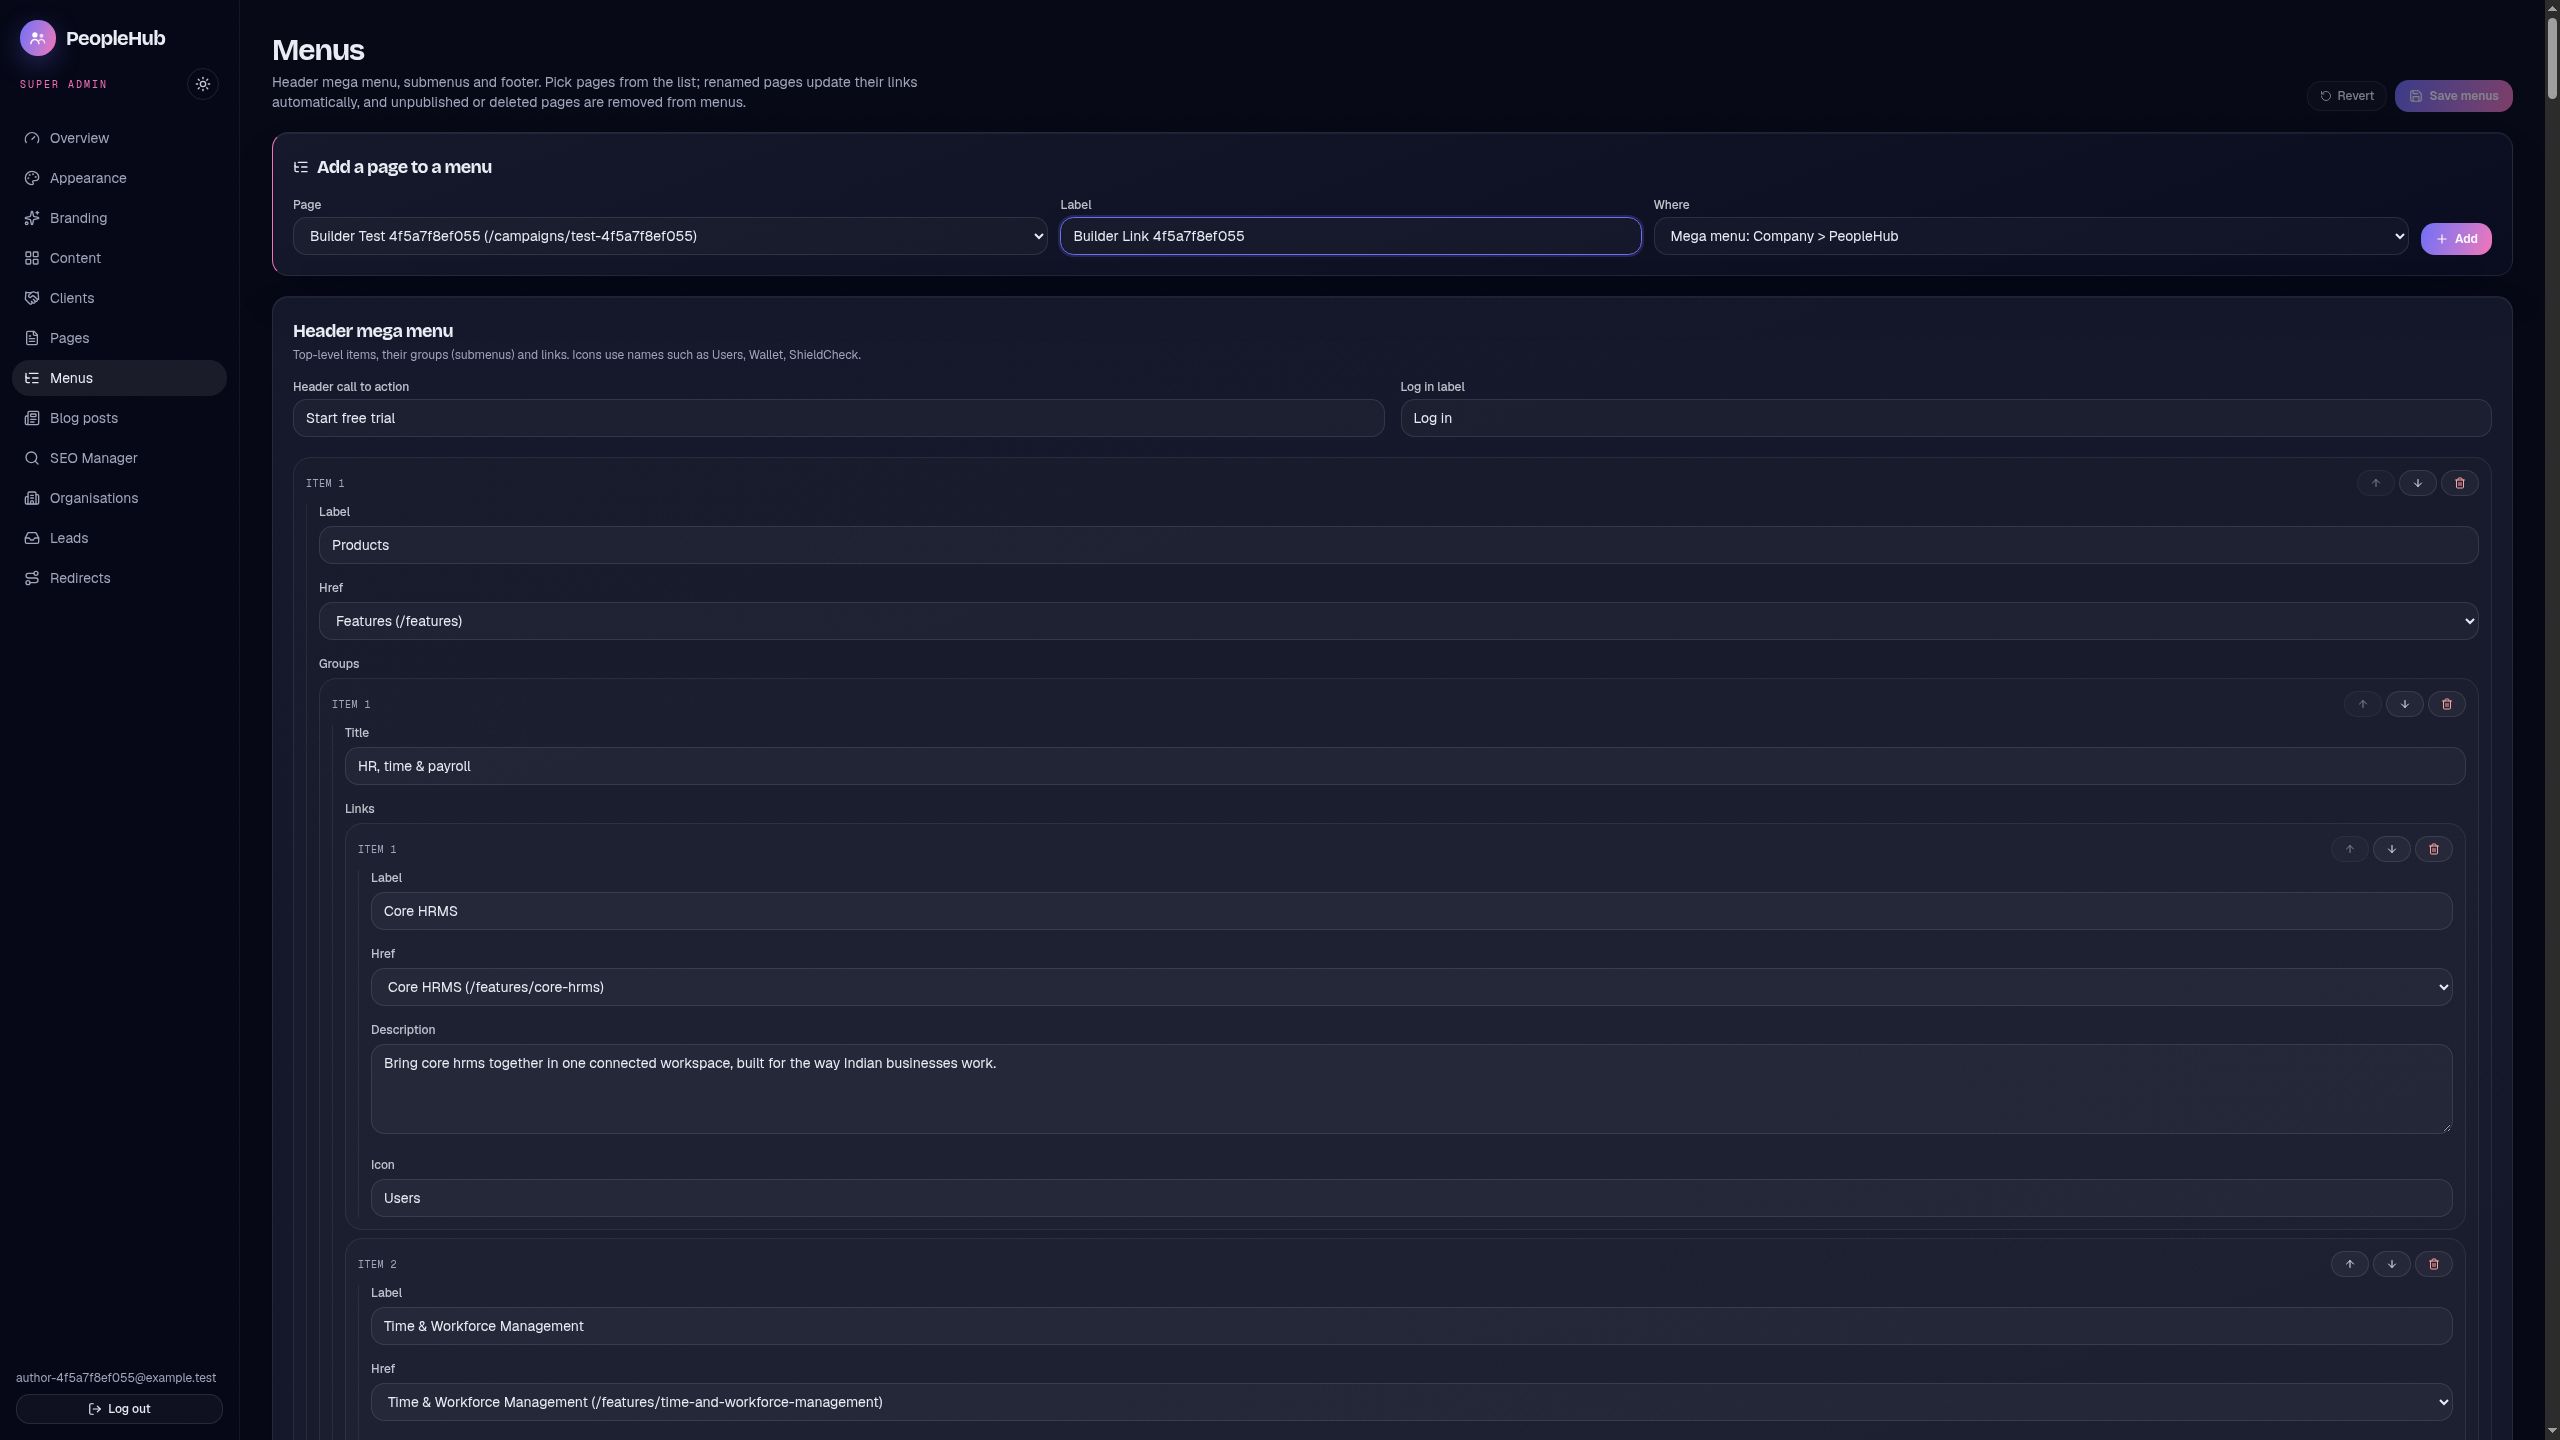 PeopleHub
SUPER ADMIN
Overview
Appearance
Branding
Content
Clients
Pages
Menus
Blog posts
SEO Manager
Organisations
Leads
Redirects
author-4f5a7f8ef055@example.test
Log out
Menus
Header mega menu, submenus and footer. Pick pages from the list; renamed pages update their links
automatically, and unpublished or deleted pages are removed from menus.
Revert
Save menus
Add a page to a menu
Page
Label
Where
Builder Test 4f5a7f8ef055 (/campaigns/test-4f5a7f8ef055)
Builder Link 4f5a7f8ef055
Mega menu: Company > PeopleHub
Add
Header mega menu
Top-level items, their groups (submenus) and links. Icons use names such as Users, Wallet, ShieldCheck.
Header call to action
Log in label
Start free trial
Log in
ITEM 1
Label
Products
Href
Features (/features)
Groups
ITEM 1
Title
HR, time & payroll
Links
ITEM 1
Label
Core HRMS
Href
Core HRMS (/features/core-hrms)
Description
Bring core hrms together in one connected workspace, built for the way Indian businesses work.
Icon
Users
ITEM 2
Label
Time & Workforce Management
Href
Time & Workforce Management (/features/time-and-workforce-management)